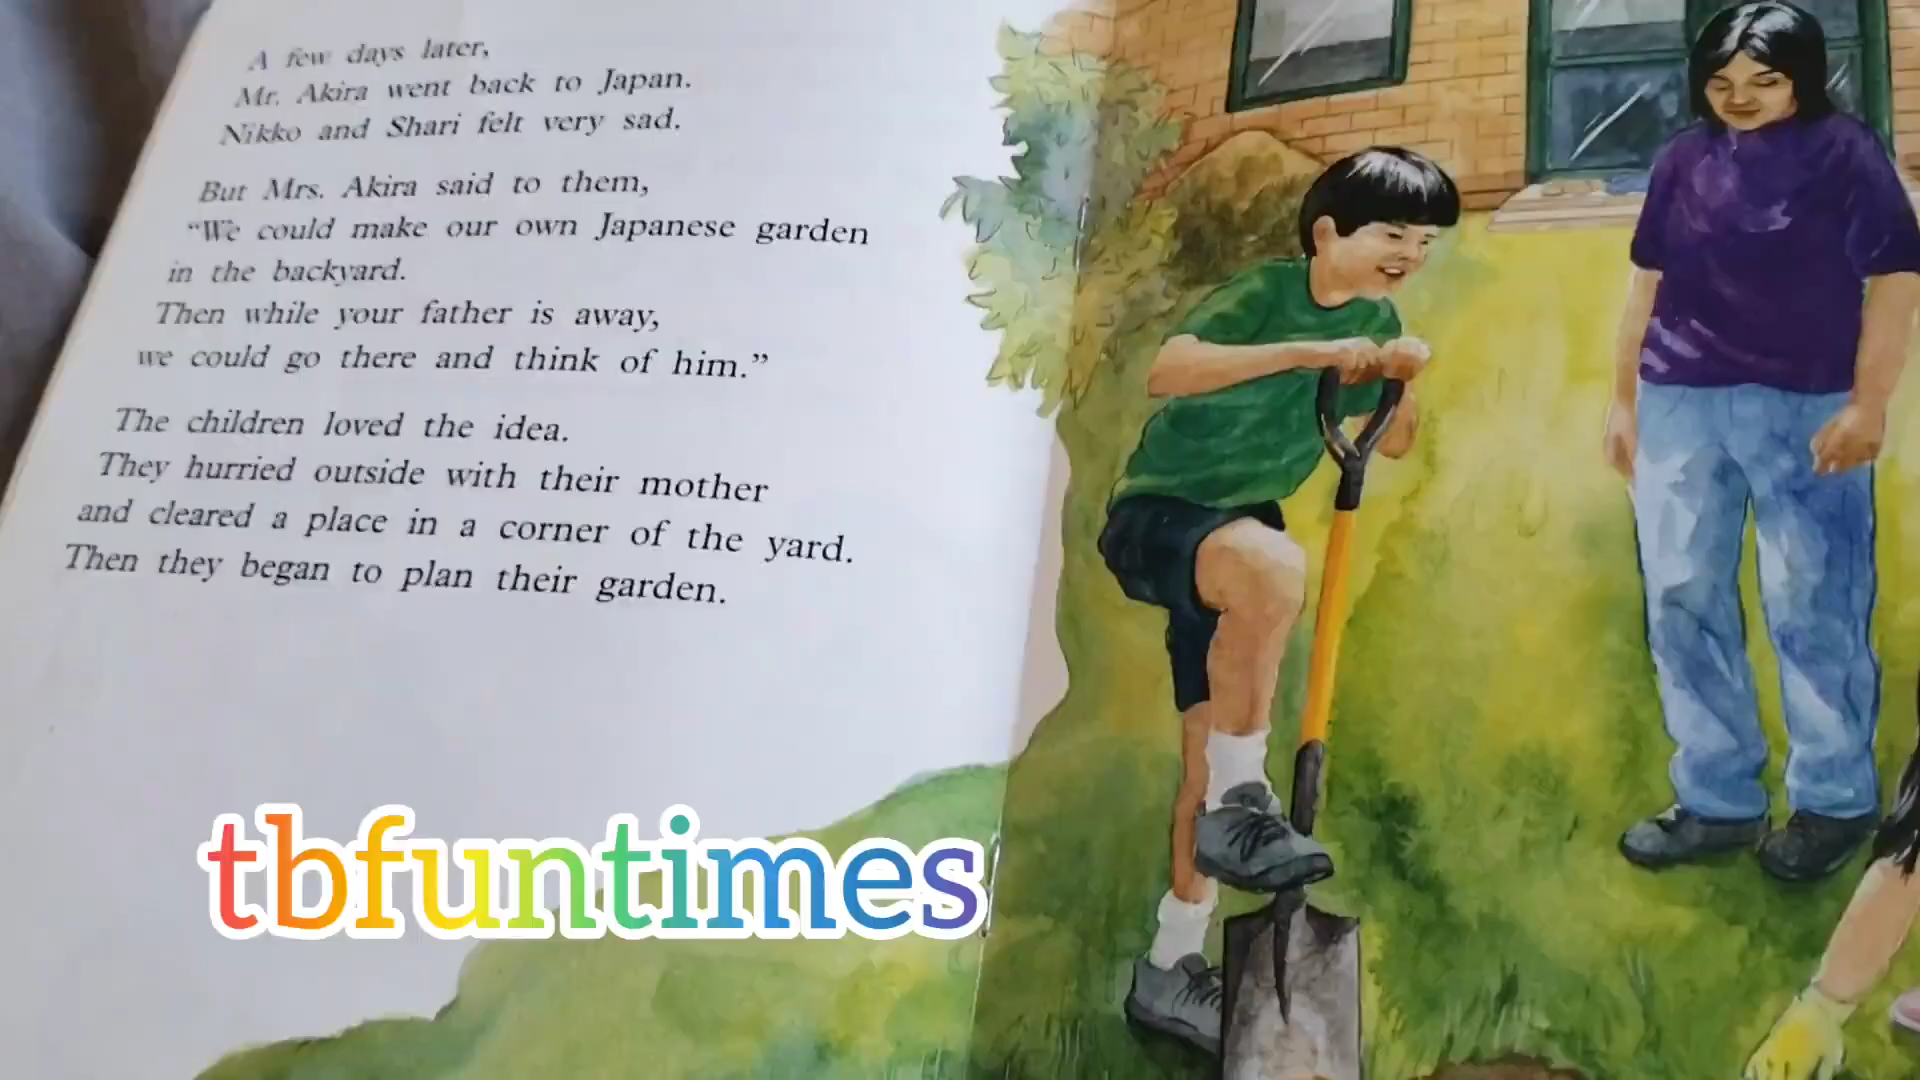 A few days later,
Mr. Akira went back to Japan.
Nikko and Shari felt very sad.
But Mrs. Akira said to them,
“We could make our own Japanese garden
in the backyard.
Then while your father is away,
we could go there and think of him.”
The children loved the idea.
They hurried outside with their mother
and cleared a place in a corner of the yard.
Then they began to plan their garden.
tbfuntimes